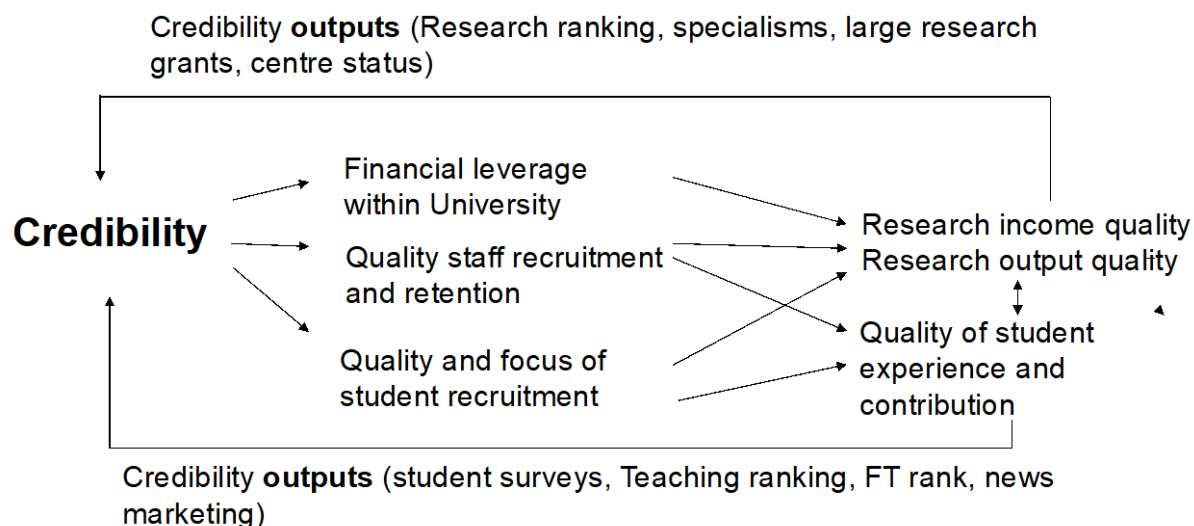 Credibility outputs (Research ranking, specialisms, large research
grants, centre status)
Financial leverage
within University
Credibility
Quality staff recruitment
and retention
Quality and focus of
student recruitment
Research income quality
Research output quality
Quality of student
experience and
contribution
Credibility outputs (student surveys, Teaching ranking, FT rank, news
marketing)